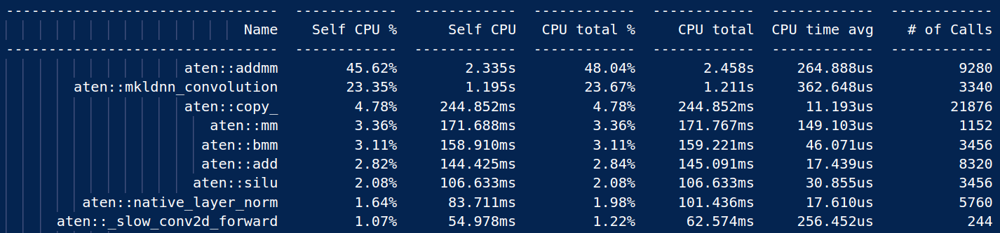 -------------------------------- ------------ ------------ ------------ ------------ ------------ ------------
Name Self CPU % Self CPU CPU total % CPU total CPU time avg # of Calls
-------------------------------- ------------ ------------ ------------ ------------ ------------ ------------
aten::addmm 45.62% 2.335s 48.04% 2.458s 264.888us 9280
aten::mkldnn_convolution 23.35% 1.195s 23.67% 1.211s 362.648us 3340
aten::copy_ 4.78% 244.852ms 4.78% 244.852ms 11.193us 21876
aten::mm 3.36% 171.688ms 3.36% 171.767ms 149.103us 1152
aten::bmm 3.11% 158.910ms 3.11% 159.221ms 46.071us 3456
aten::add 2.82% 144.425ms 2.84% 145.091ms 17.439us 8320
aten::silu 2.08% 106.633ms 2.08% 106.633ms 30.855us 3456
aten::native_layer_norm 1.64% 83.711ms 1.98% 101.436ms 17.610us 5760
aten::_slow_conv2d_forward 1.07% 54.978ms 1.22% 62.574ms 256.452us 244